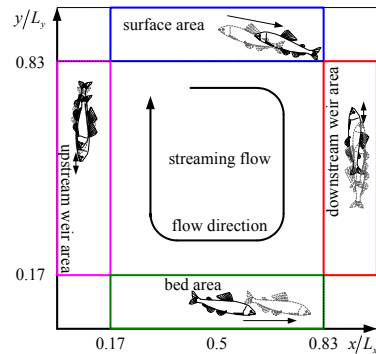 y/Ly
surface area
0.83
upstream weir area
streaming flow
flow direction
downstream weir area
0.17
bed area
0.17 0.5 0.83 x/Lx